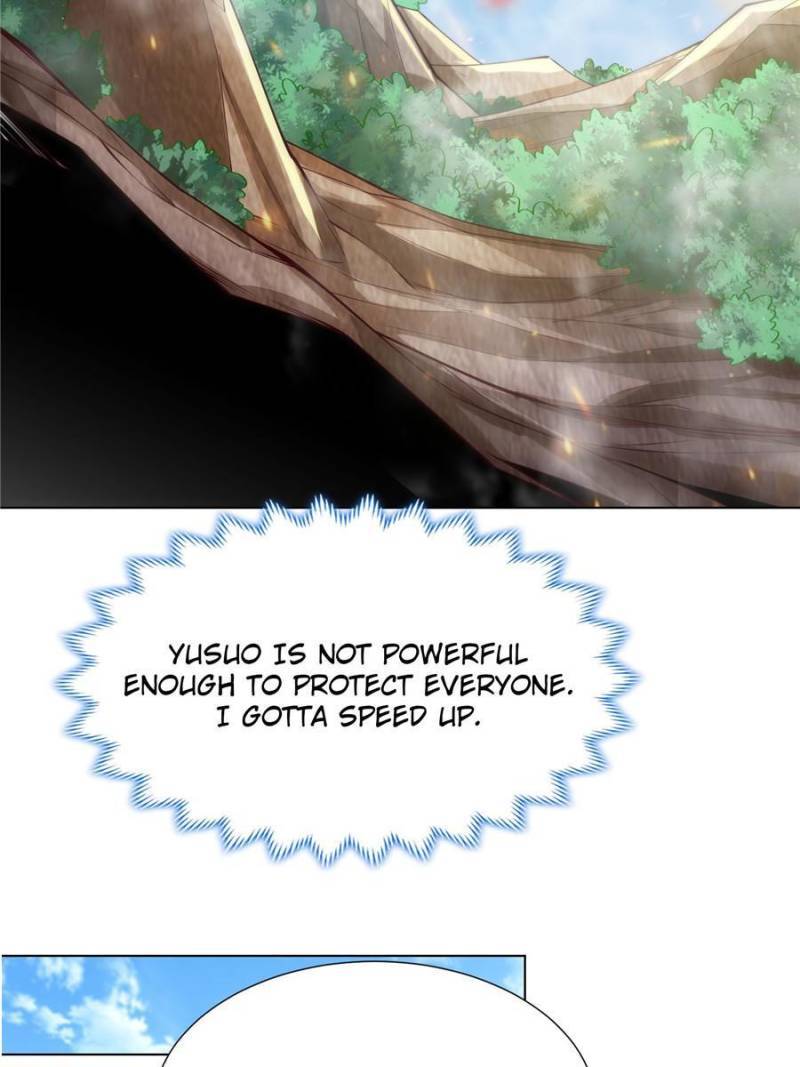 YUSUO IS NOT POWERFUL
ENOUGH TO PROTECT EVERYONE.
I GOTTA SPEED UP.